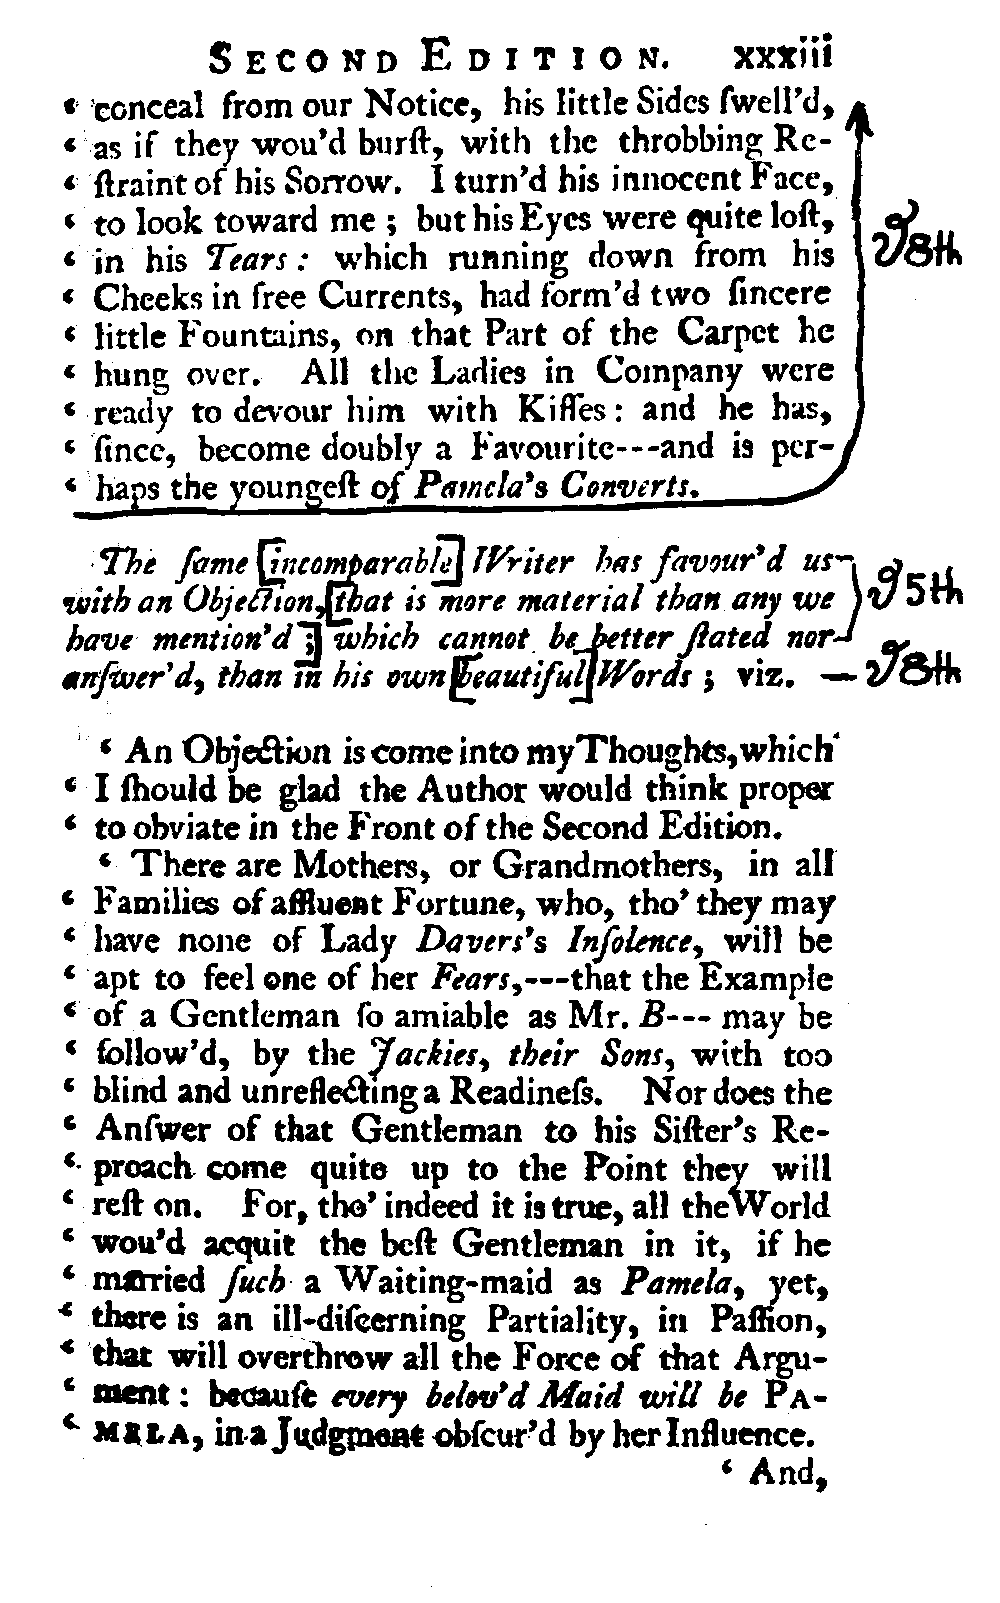 SECOND EDITION. xxxiii
‘ conceal from our Notice, his little Sides ſwell’d,
‘ as if they wou’d burſt, with the throbbing Re-
‘ ſtraint of his Sorrow. I turn’d his innocent Face,
‘ to look toward me ; but his Eyes were quite loſt,
‘ in his Tears : which running down from his
‘ Cheeks in free Currents, had form’d two ſincere
‘ little Fountains, on that Part of the Carpet he
‘ hung over. All the Ladies in Company were
‘ ready to devour him with Kiſſes : and he has,
‘ ſince, become doubly a Favourite---and is per-
‘ haps the youngeſt of Pamela’s Converts.
8th
The ſame [incomparable] Writer has favour’d us
with an Objection, [that is more material than any we
have mention’d ;] which cannot be better ſtated nor
anſwer’d, than in his own [beautiful] Words ; viz. —
5th
8th
‘ An Objection is come into my Thoughts, which
‘ I ſhould be glad the Author would think proper
‘ to obviate in the Front of the Second Edition.
‘ There are Mothers, or Grandmothers, in all
‘ Families of affluent Fortune, who, tho’ they may
‘ have none of Lady Davers’s Inſolence, will be
‘ apt to feel one of her Fears,---that the Example
‘ of a Gentleman ſo amiable as Mr. B--- may be
‘ follow’d, by the Jackies, their Sons, with too
‘ blind and unreflecting a Readineſs. Nor does the
‘ Anſwer of that Gentleman to his Siſter’s Re-
‘ proach come quite up to the Point they will
‘ reſt on. For, tho’ indeed it is true, all the World
‘ wou’d acquit the beſt Gentleman in it, if he
‘ married ſuch a Waiting-maid as Pamela, yet,
‘ there is an ill-diſcerning Partiality, in Paſſion,
‘ that will overthrow all the Force of that Argu-
‘ ment : becauſe every belov’d Maid will be PA-
‘ MELA, in a Judgment obſcur’d by her Influence.
‘ And,